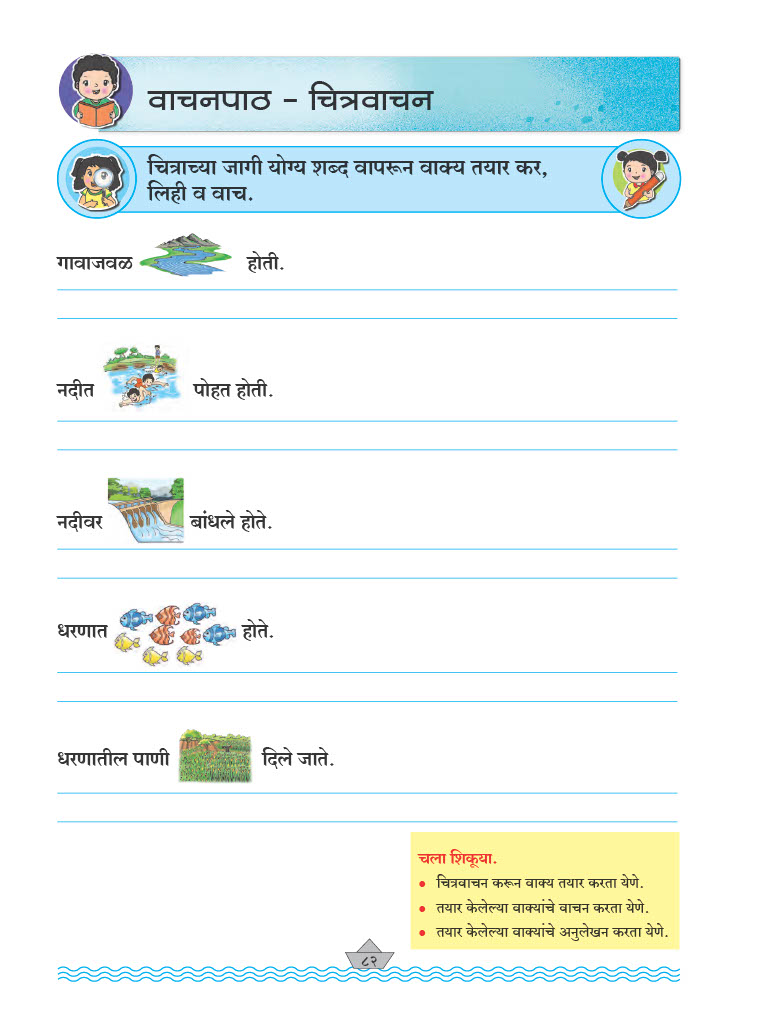 वाचनपाठ - चित्रवाचन
चित्राच्या जागी योग्य शब्द वापरून वाक्य तयार कर,
लिही व वाच.
गावाजवळ होती.
नदीत पोहत होती.
नदीवर बांधले होते.
धरणात होते.
धरणातील पाणी दिले जाते.
चला शिकूया.
• चित्रवाचन करून वाक्य तयार करता येणे.
• तयार केलेल्या वाक्यांचे वाचन करता येणे.
• तयार केलेल्या वाक्यांचे अनुलेखन करता येणे.
८२